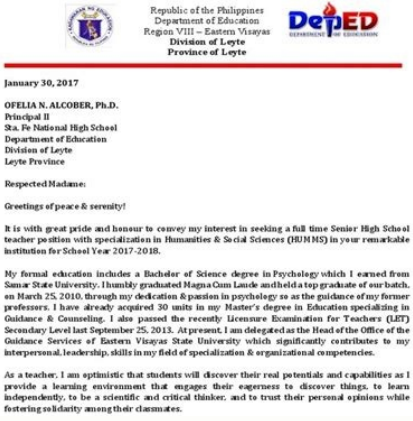 Republic of the Philippines
Department of Education
Region VIII – Eastern Visayas
Division of Leyte
Province of Leyte
DepED
DEPARTMENT OF EDUCATION
January 30, 2017
OFELIA N. ALCOBER, Ph.D.
Principal II
Sta. Fe National High School
Department of Education
Division of Leyte
Leyte Province
Respected Madame:
Greetings of peace & serenity!
It is with great pride and honour to convey my interest in seeking a full time Senior High School
teacher position with specialization in Humanities & Social Sciences (HUMMS) in your remarkable
institution for School Year 2017-2018.
My formal education includes a Bachelor of Science degree in Psychology which I earned from
Samar State University. I humbly graduated Magna Cum Laude and held a top graduate of our batch,
on March 25, 2010, through my dedication & passion in psychology so as the guidance of my former
professors. I have already acquired 30 units in my Master's degree in Education specializing in
Guidance & Counseling. I also passed the recently Licensure Examination for Teachers (LET)
Secondary Level last September 25, 2013. At present, I am delegated as the Head of the Office of the
Guidance Services of Eastern Visayas State University which significantly contributes to my
interpersonal, leadership, skills in my field of specialization & organizational competencies.
As a teacher, I am optimistic that students will discover their real potentials and capabilities as I
provide a learning environment that engages their eagerness to discover things, to learn
independently, to be a scientific and critical thinker, and to trust their personal opinions while
fostering solidarity among their classmates.